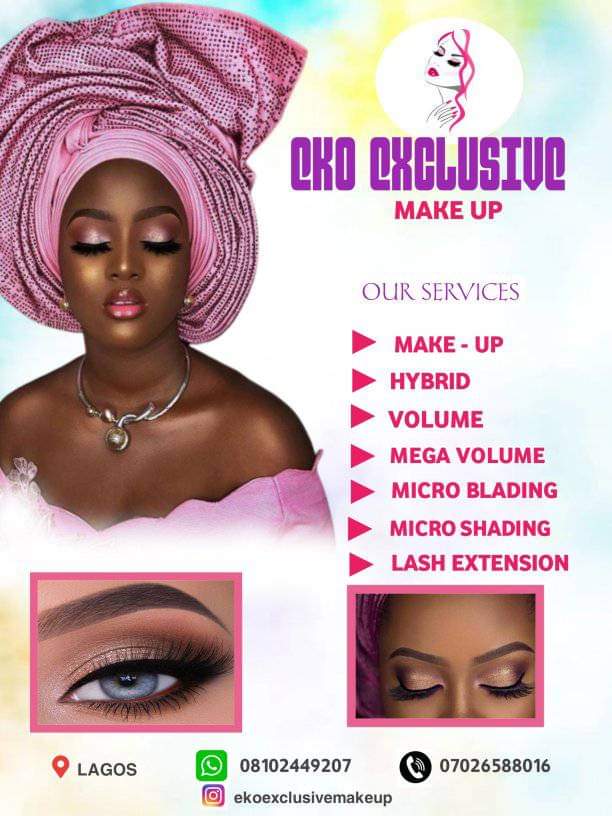 EKO EXCLUSIVE
MAKE UP
OUR SERVICES
MAKE - UP
HYBRID
VOLUME
MEGA VOLUME
MICRO BLADING
MICRO SHADING
LASH EXTENSION
LAGOS
08102449207
07026588016
ekoexclusivemakeup